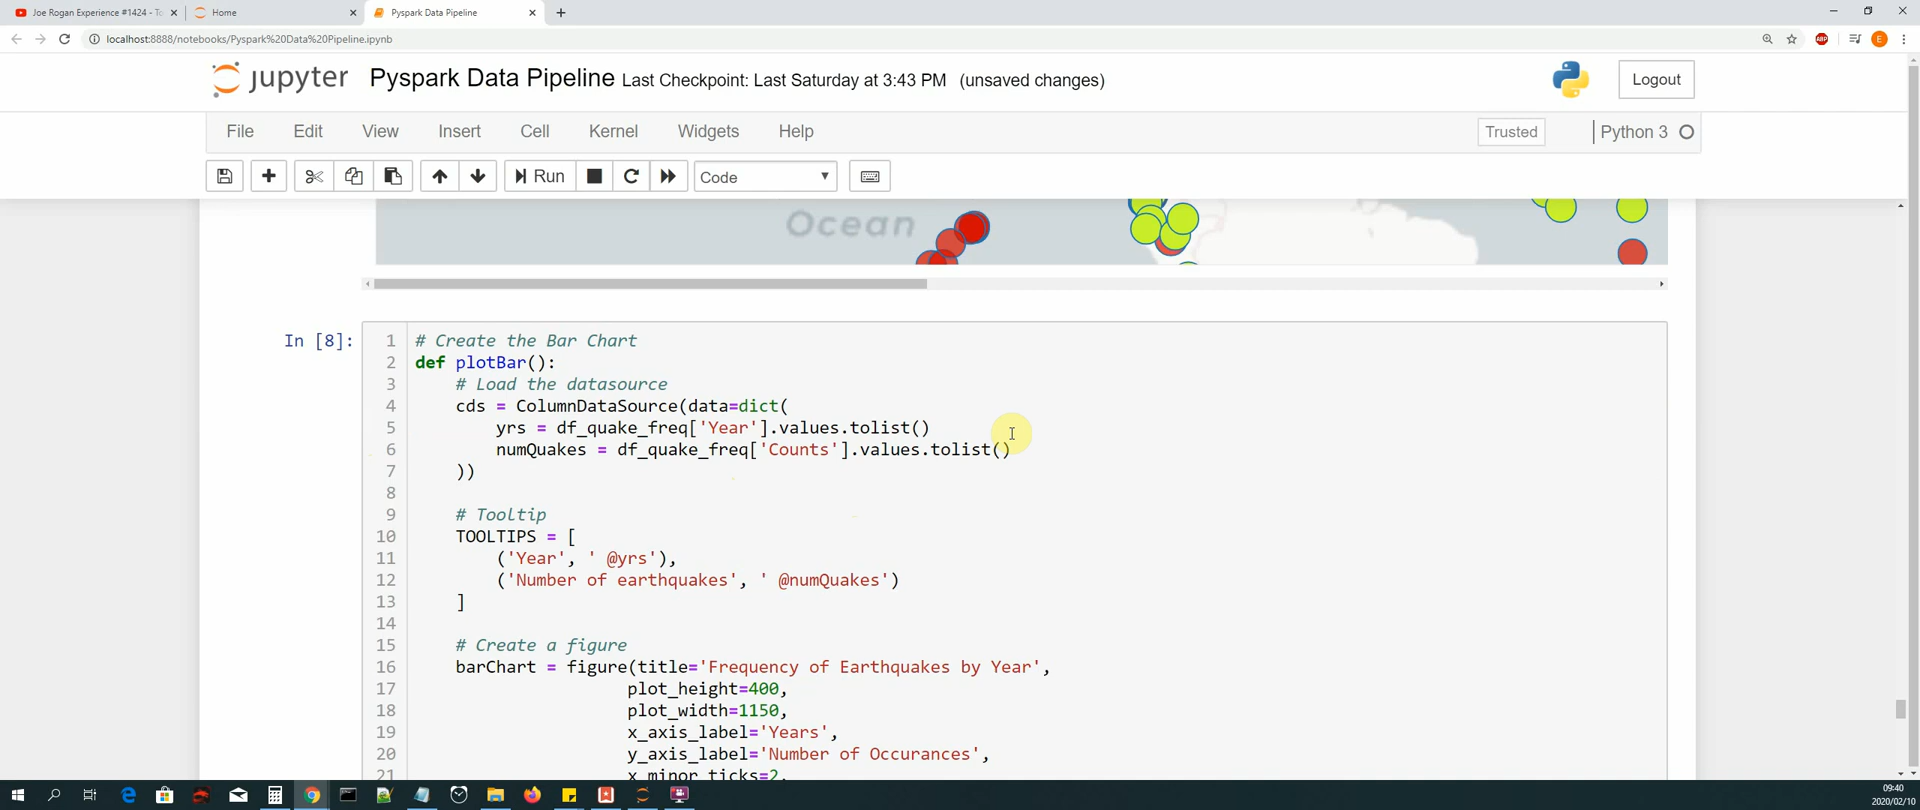 Joe Rogan Experience #1424 - To
Home
Pyspark Data Pipeline
localhost:8888/notebooks/Pyspark%20Data%20Pipeline.ipynb
ABP
E
jupyter
Pyspark Data Pipeline Last Checkpoint: Last Saturday at 3:43 PM (unsaved changes)
Logout
File Edit View Insert Cell Kernel Widgets Help
Trusted
Python 3
Run
Code
Ocean
In [8]:
1 # Create the Bar Chart
2 def plotBar():
3     # Load the datasource
4     cds = ColumnDataSource(data=dict(
5         yrs = df_quake_freq['Year'].values.tolist()
6         numQuakes = df_quake_freq['Counts'].values.tolist()
7     ))
8
9     # Tooltip
10     TOOLTIPS = [
11         ('Year', ' @yrs'),
12         ('Number of earthquakes', ' @numQuakes')
13     ]
14
15     # Create a figure
16     barChart = figure(title='Frequency of Earthquakes by Year',
17                      plot_height=400,
18                      plot_width=1150,
19                      x_axis_label='Years',
20                      y_axis_label='Number of Occurances',
21                      x_minor_ticks=2,
09:40
2020/02/10